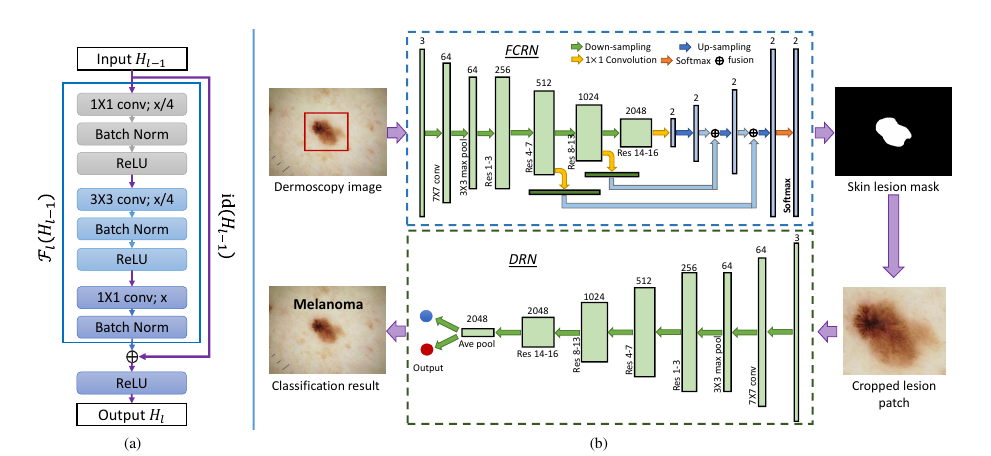 Input H_{l-1}
1X1 conv; x/4
Batch Norm
ReLU
3X3 conv; x/4
Batch Norm
ReLU
1X1 conv; x
Batch Norm
⊕
ReLU
Output H_l
ℱ_l(H_{l-1})
id(H_{l-1})
(a)
Dermoscopy image
FCRN
Down-sampling
Up-sampling
1×1 Convolution
Softmax
⊕ fusion
3
64
7X7 conv
64
3X3 max pool
256
Res 1-3
512
Res 4-7
1024
Res 8-13
2048
Res 14-16
2
2
2
2
2
Softmax
Skin lesion mask
Cropped lesion
patch
DRN
3
64
7X7 conv
64
3X3 max pool
256
Res 1-3
512
Res 4-7
1024
Res 8-13
2048
Res 14-16
2048
Ave pool
Output
Melanoma
Classification result
(b)